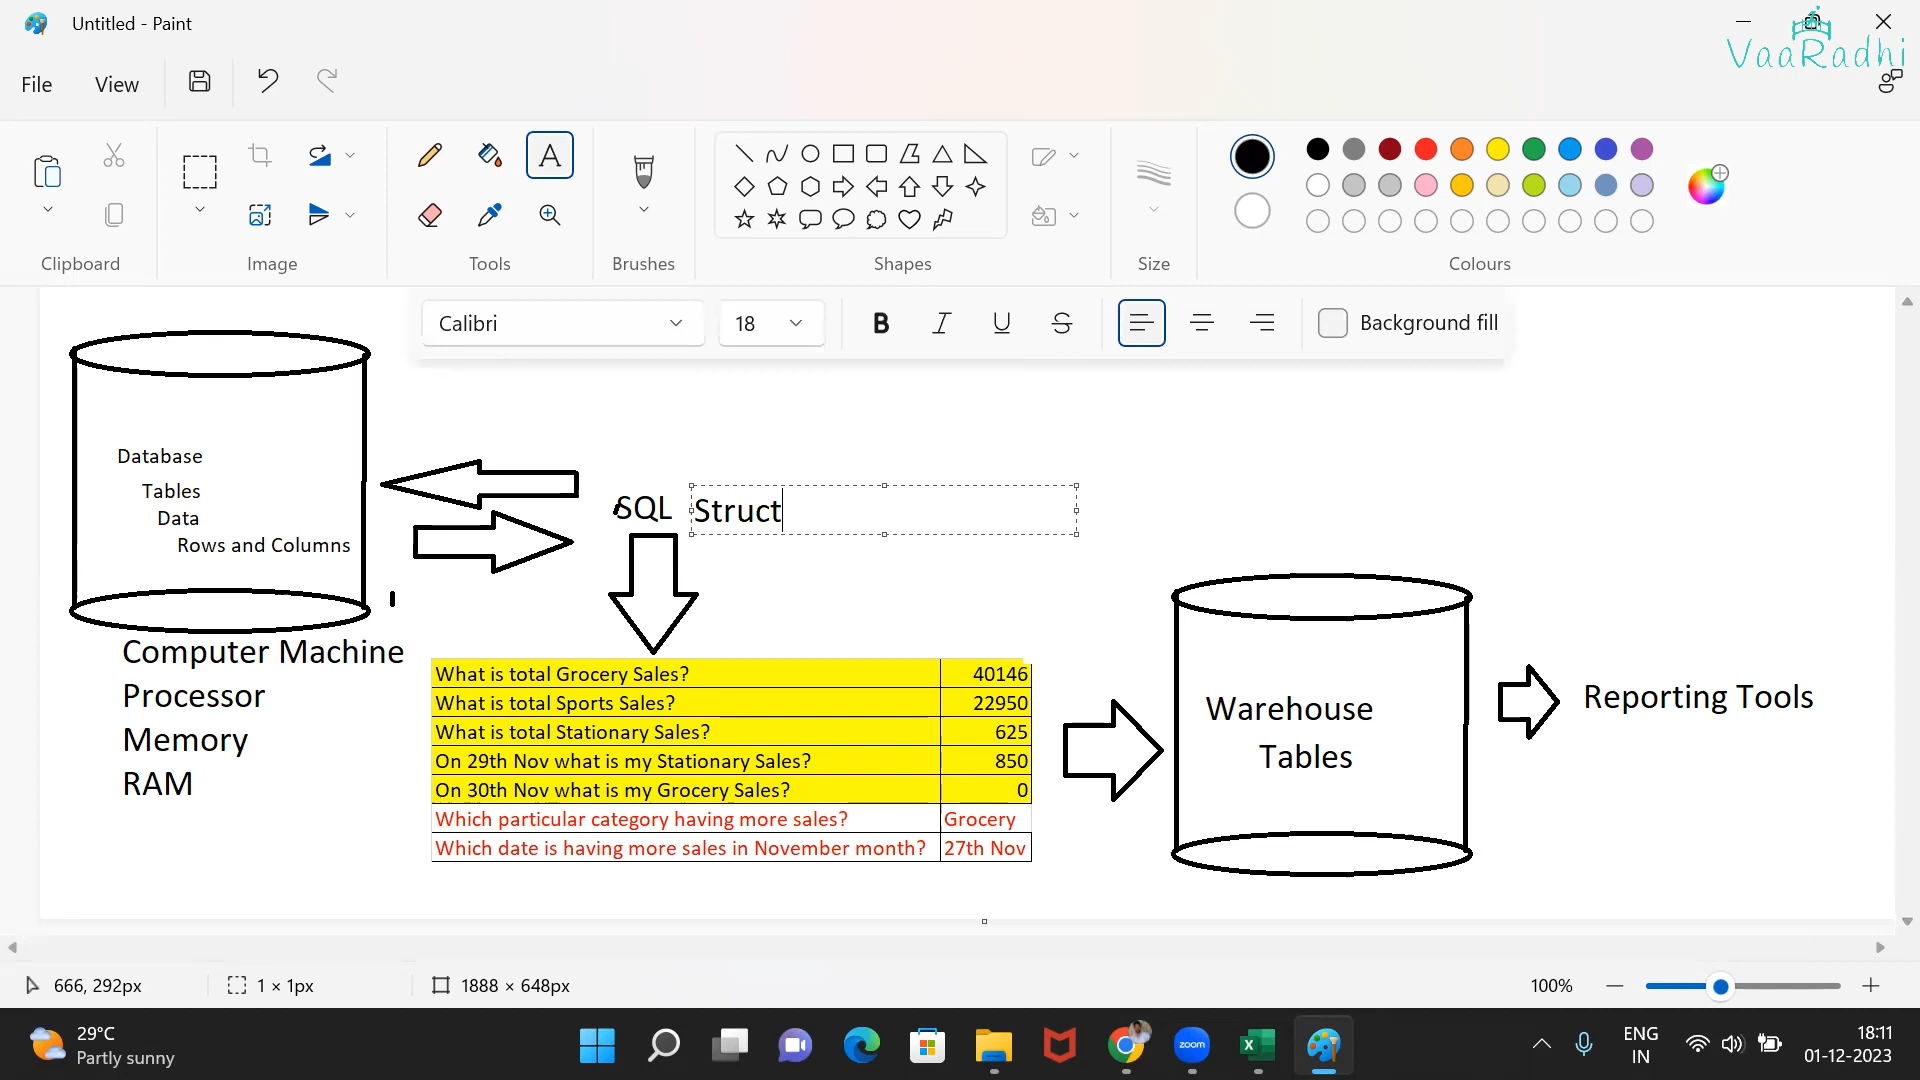 Untitled - Paint
VaaRadhi
File
View
Clipboard
Image
Tools
Brushes
Shapes
Size
Colours
Calibri
18
B
I
U
S
Background fill
Database
Tables
Data
Rows and Columns
SQL
Struct
Computer Machine
Processor
Memory
RAM
What is total Grocery Sales? 40146
What is total Sports Sales? 22950
What is total Stationary Sales? 625
On 29th Nov what is my Stationary Sales? 850
On 30th Nov what is my Grocery Sales? 0
Which particular category having more sales? Grocery
Which date is having more sales in November month? 27th Nov
Warehouse
Tables
Reporting Tools
666, 292px
1 × 1px
1888 × 648px
100%
29°C
Partly sunny
zoom
ENG
IN
18:11
01-12-2023